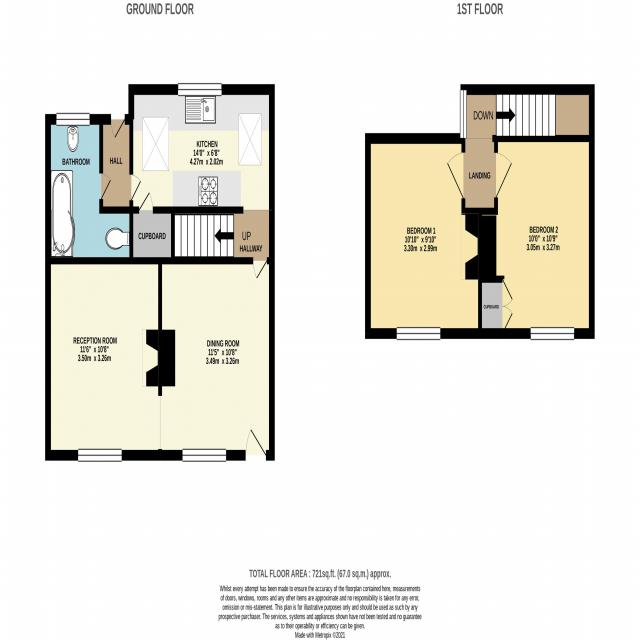 GROUND FLOOR
1ST FLOOR
KITCHEN
14'0" x 6'8"
4.27m x 2.02m
BATHROOM
HALL
CUPBOARD
UP
HALLWAY
RECEPTION ROOM
11'6" x 10'8"
3.50m x 3.26m
DINING ROOM
11'5" x 10'8"
3.49m x 3.26m
DOWN
LANDING
BEDROOM 1
10'10" x 9'10"
3.30m x 2.99m
BEDROOM 2
10'0" x 10'9"
3.05m x 3.27m
CUPBOARD
TOTAL FLOOR AREA : 721sq.ft. (67.0 sq.m.) approx.
Whilst every attempt has been made to ensure the accuracy of the floorplan contained here, measurements
of doors, windows, rooms and any other items are approximate and no responsibility is taken for any error,
omission or mis-statement. This plan is for illustrative purposes only and should be used as such by any
prospective purchaser. The services, systems and appliances shown have not been tested and no guarantee
as to their operability or efficiency can be given.
Made with Metropix ©2021